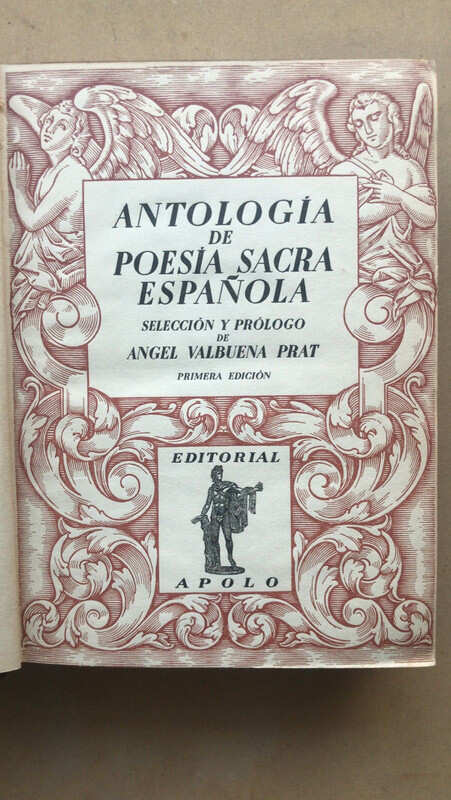 ANTOLOGÍA
DE
POESÍA SACRA
ESPAÑOLA
SELECCIÓN Y PRÓLOGO
DE
ANGEL VALBUENA PRAT
PRIMERA EDICIÓN
EDITORIAL
APOLO